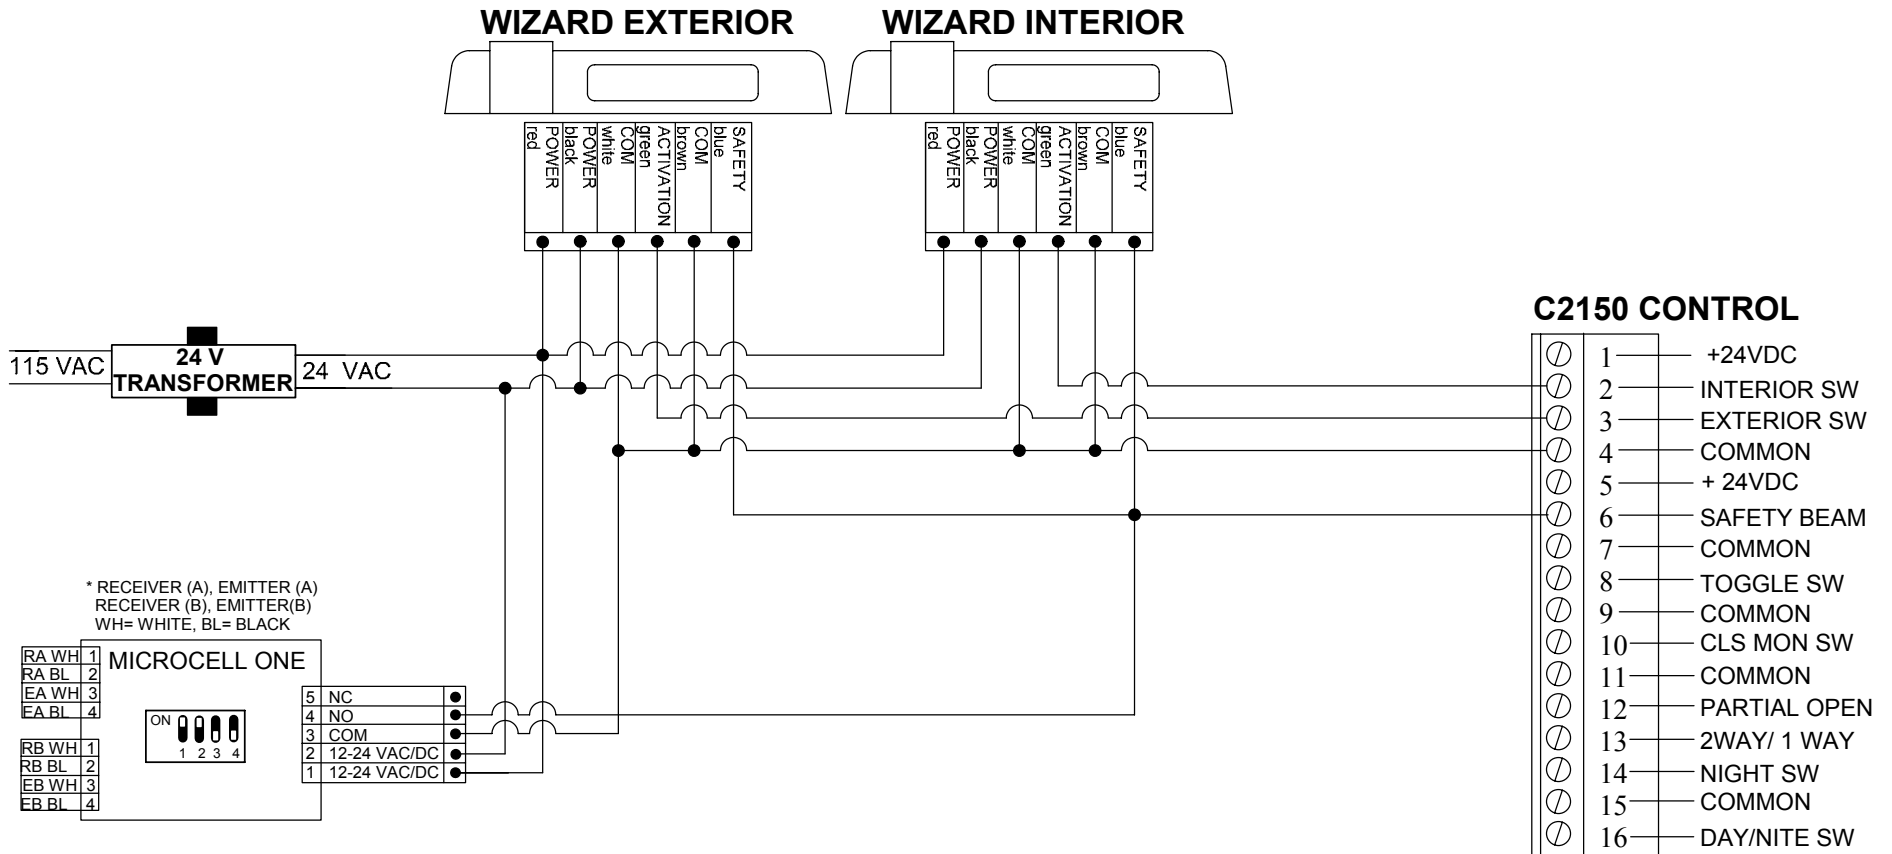 WIZARD EXTERIOR
WIZARD INTERIOR
red
POWER
black
POWER
white
COM
green
ACTIVATION
brown
COM
blue
SAFETY
red
POWER
black
POWER
white
COM
green
ACTIVATION
brown
COM
blue
SAFETY
115 VAC
24 V
TRANSFORMER
24 VAC
C2150 CONTROL
1 +24VDC
2 INTERIOR SW
3 EXTERIOR SW
4 COMMON
5 + 24VDC
6 SAFETY BEAM
7 COMMON
8 TOGGLE SW
9 COMMON
10 CLS MON SW
11 COMMON
12 PARTIAL OPEN
13 2WAY/ 1 WAY
14 NIGHT SW
15 COMMON
16 DAY/NITE SW
* RECEIVER (A), EMITTER (A)
RECEIVER (B), EMITTER(B)
WH= WHITE, BL= BLACK
MICROCELL ONE
RA WH 1
RA BL 2
EA WH 3
EA BL 4
RB WH 1
RB BL 2
EB WH 3
EB BL 4
ON
1 2 3 4
5 NC
4 NO
3 COM
2 12-24 VAC/DC
1 12-24 VAC/DC